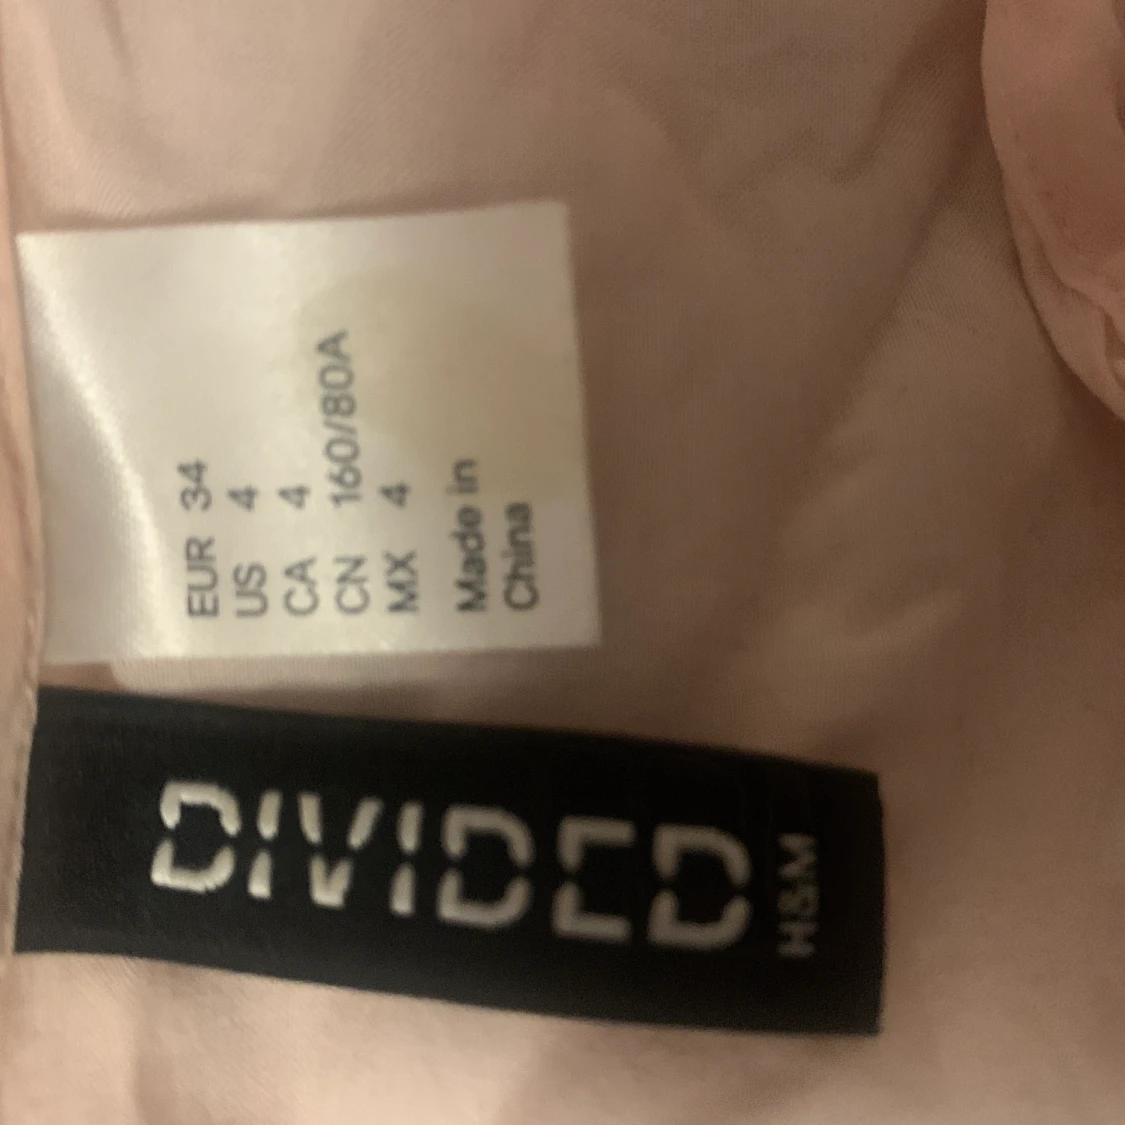 EUR 34
US 4
CA 4
CN 160/80A
MX 4
Made in
China
DIVIDED
H&M